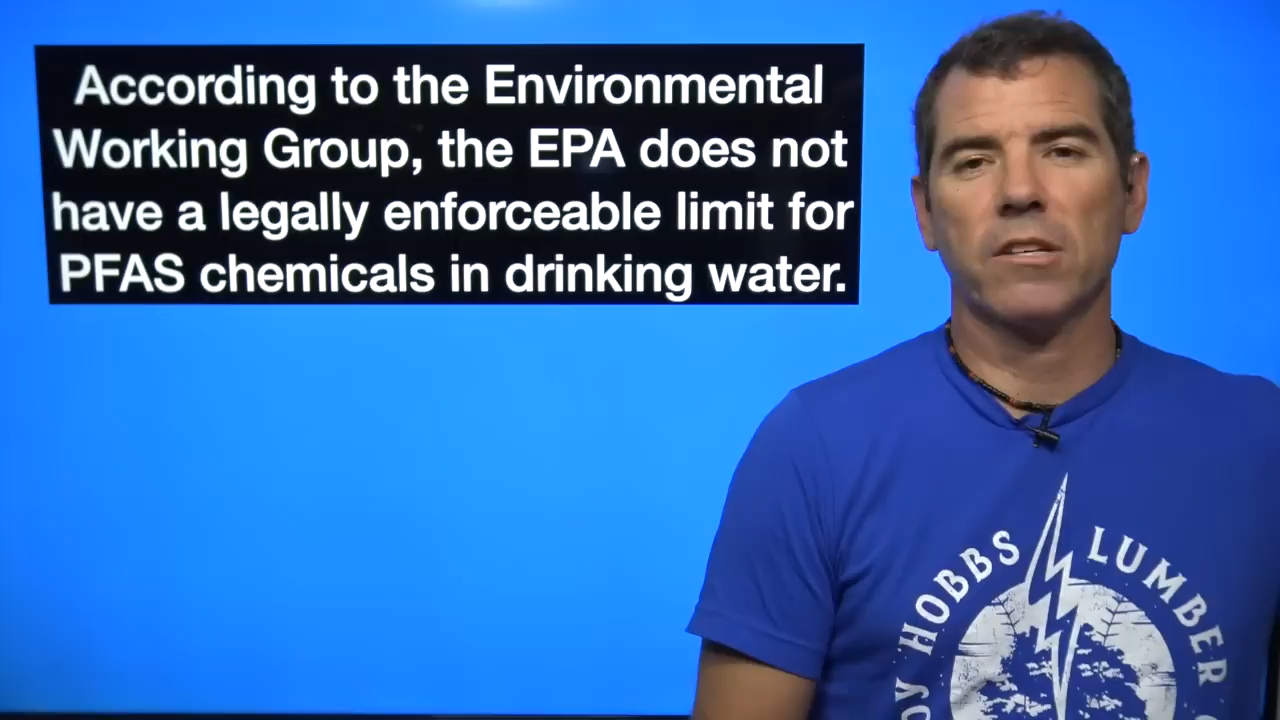 According to the Environmental
Working Group, the EPA does not
have a legally enforceable limit for
PFAS chemicals in drinking water.
HOBBS LUMBER